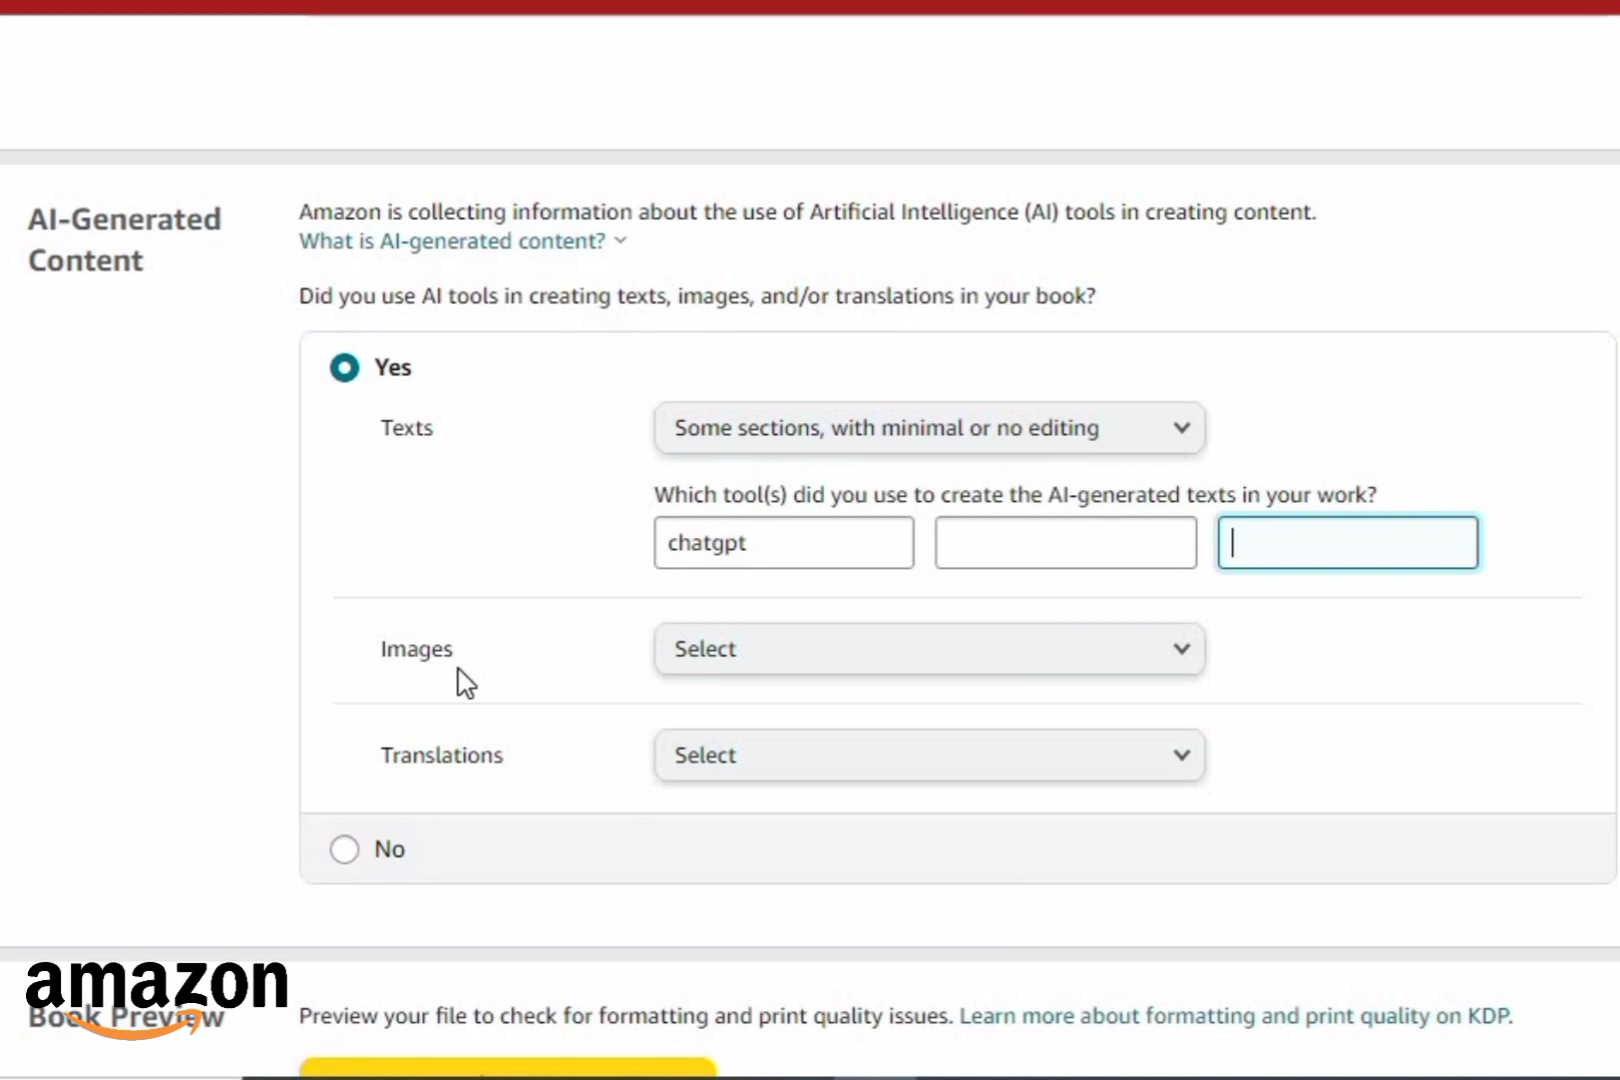 AI-Generated
Content
Amazon is collecting information about the use of Artificial Intelligence (AI) tools in creating content.
What is AI-generated content?
Did you use AI tools in creating texts, images, and/or translations in your book?
Yes
Texts
Some sections, with minimal or no editing
Which tool(s) did you use to create the AI-generated texts in your work?
chatgpt
Images
Select
Translations
Select
No
amazon
Book Preview
Preview your file to check for formatting and print quality issues. Learn more about formatting and print quality on KDP.